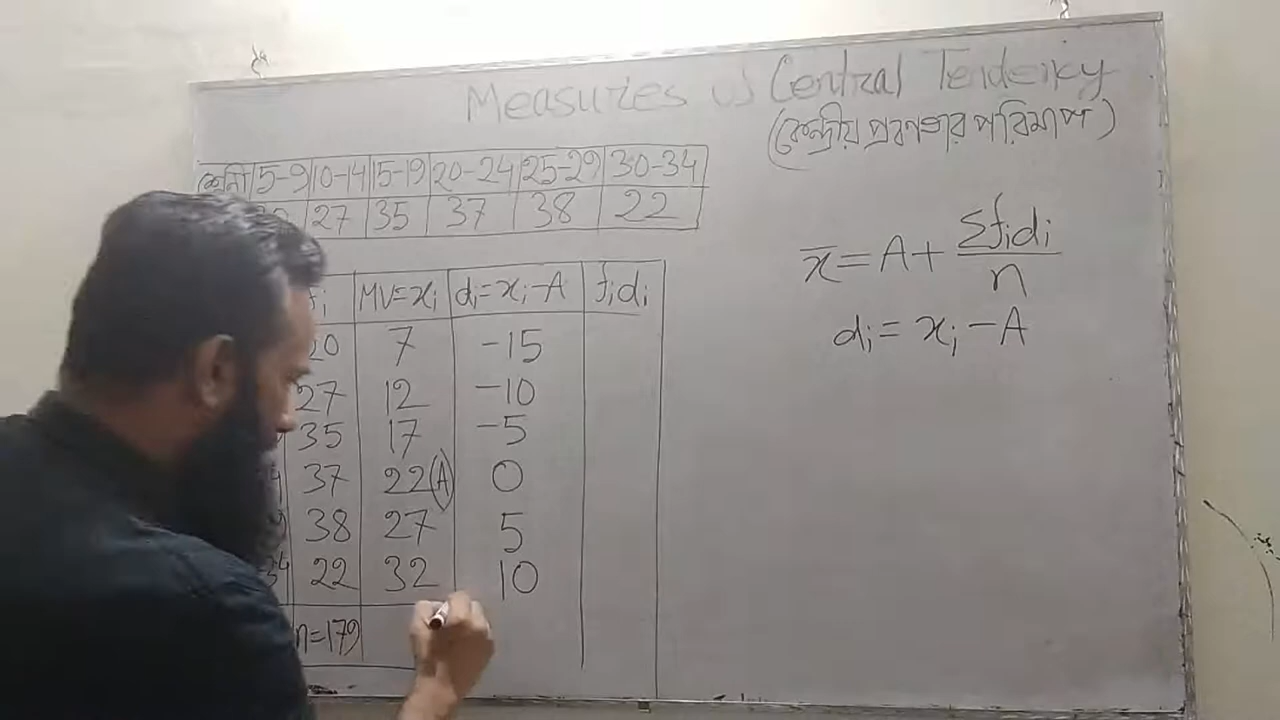 Measures of Central Tendency
(কেন্দ্রীয় প্রবণতার পরিমাপ)
শ্রেণি 5-9 10-14 15-19 20-24 25-29 30-34
27 35 37 38 22
x̄ = A + Σfᵢdᵢ/n
dᵢ = xᵢ - A
fᵢ MV=xᵢ dᵢ=xᵢ-A fᵢdᵢ
20 7 -15
27 12 -10
35 17 -5
37 22(A) 0
38 27 5
22 32 10
n=179